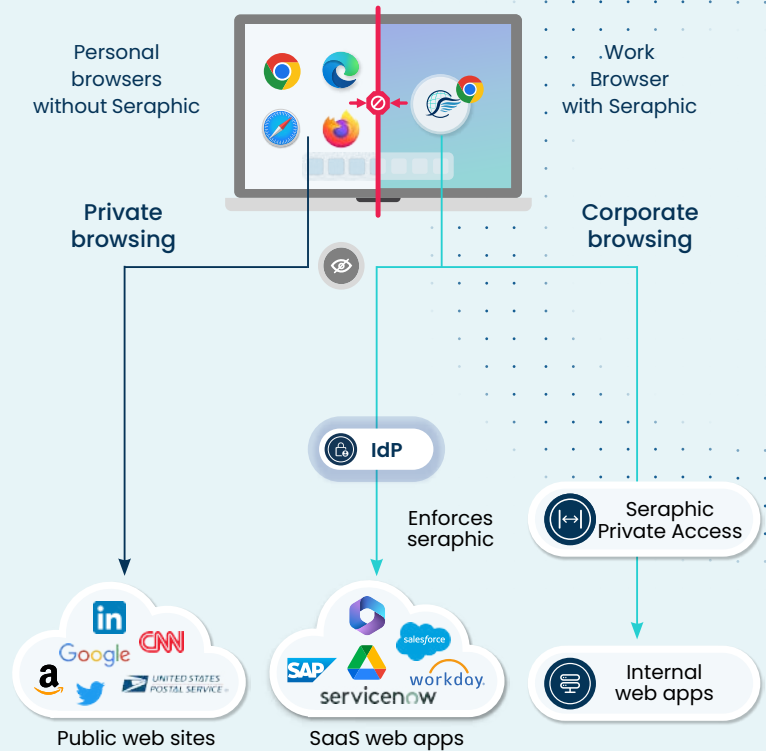 Personal
browsers
without Seraphic
Work
Browser
with Seraphic
Private
browsing
Corporate
browsing
IdP
Enforces
seraphic
Seraphic
Private Access
in
CNN
Google
a
UNITED STATES
POSTAL SERVICE
Public web sites
salesforce
SAP
workday.
servicenow
SaaS web apps
Internal
web apps